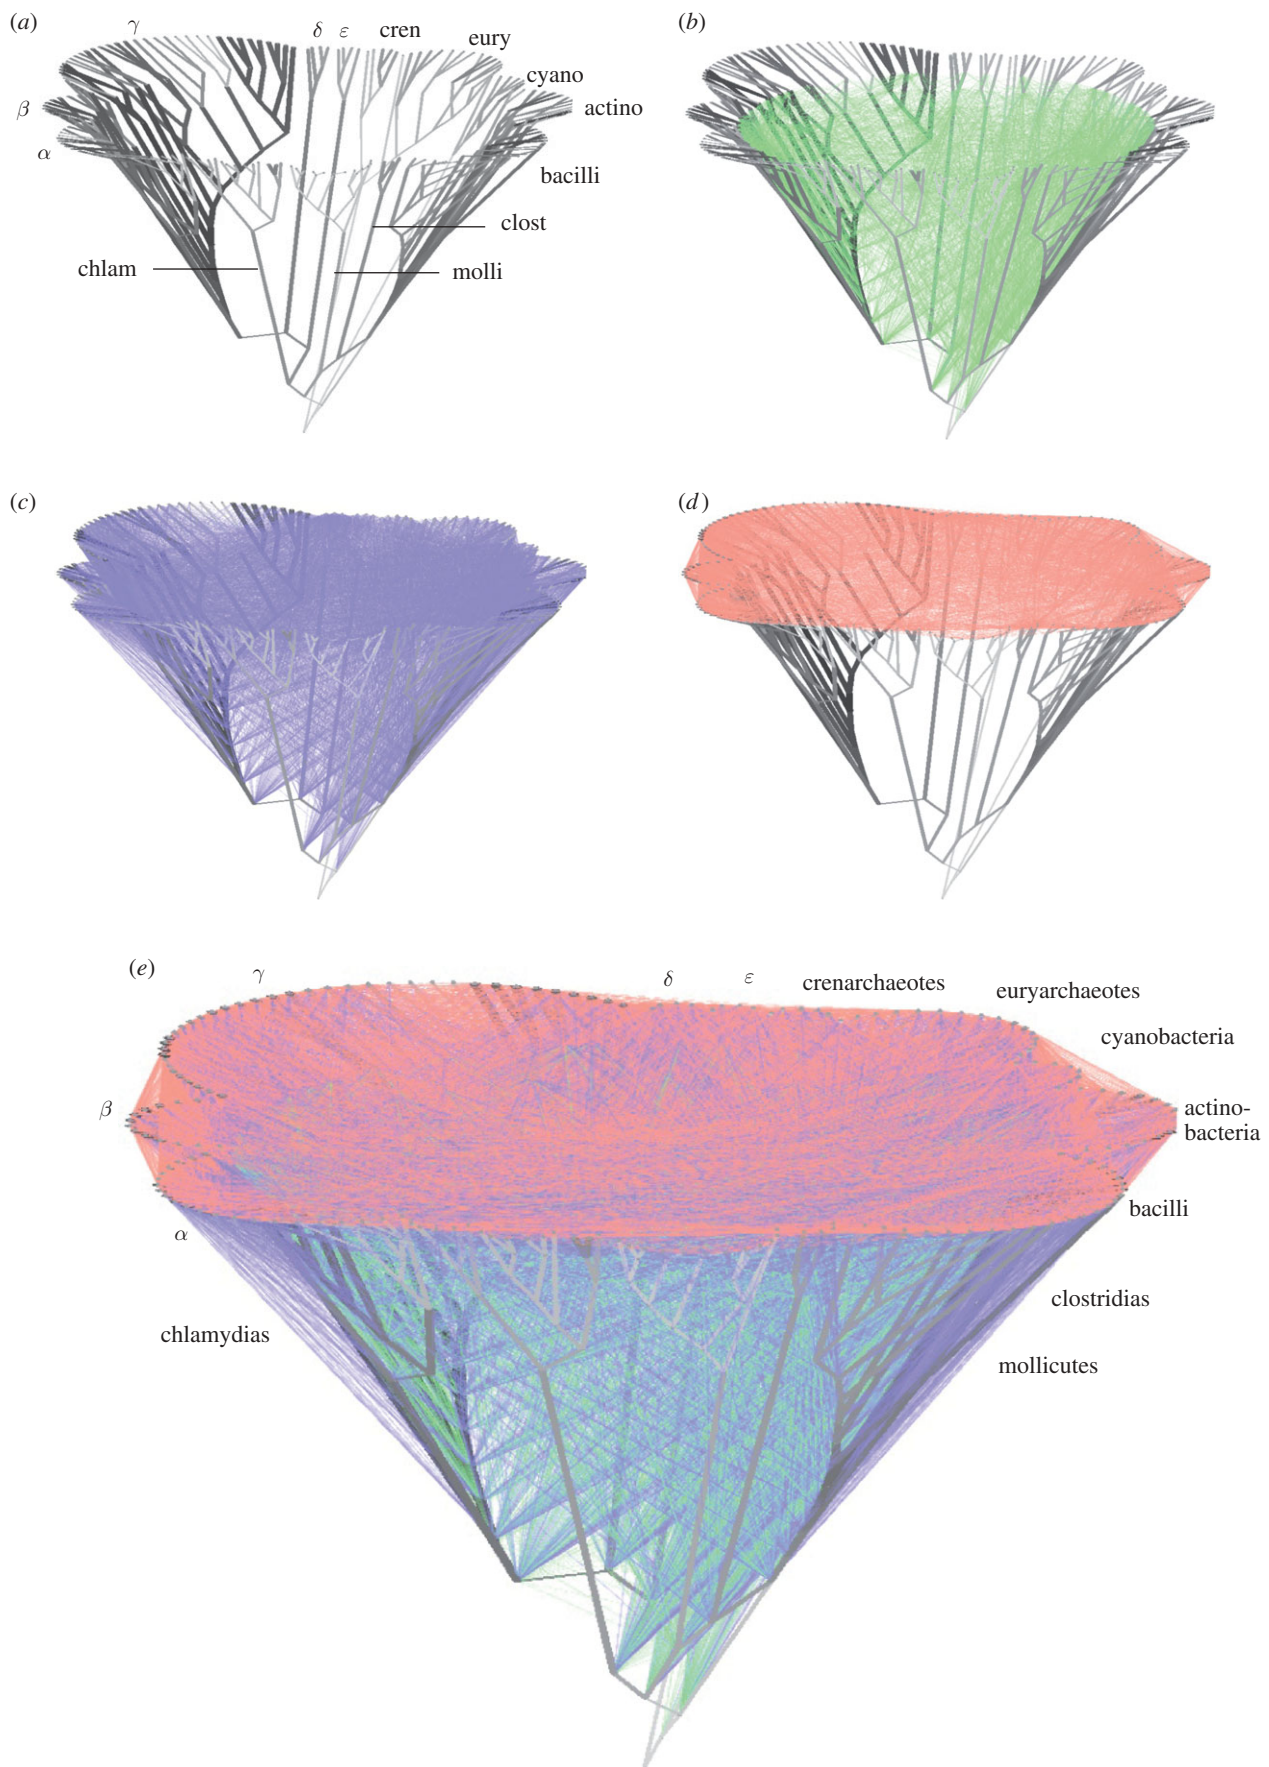 (a)
γ
δ
ε
cren
eury
cyano
actino
bacilli
β
α
clost
chlam
molli
(b)
(c)
(d)
(e)
γ
δ
ε
crenarchaeotes
euryarchaeotes
cyanobacteria
β
actino-
bacteria
bacilli
α
clostridias
chlamydias
mollicutes